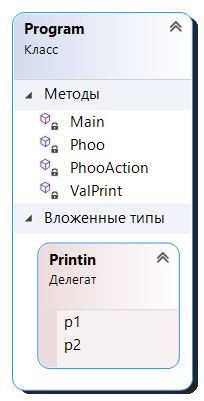 Program
Класс
Методы
Main
Phoo
PhooAction
ValPrint
Вложенные типы
Printin
Делегат
p1
p2